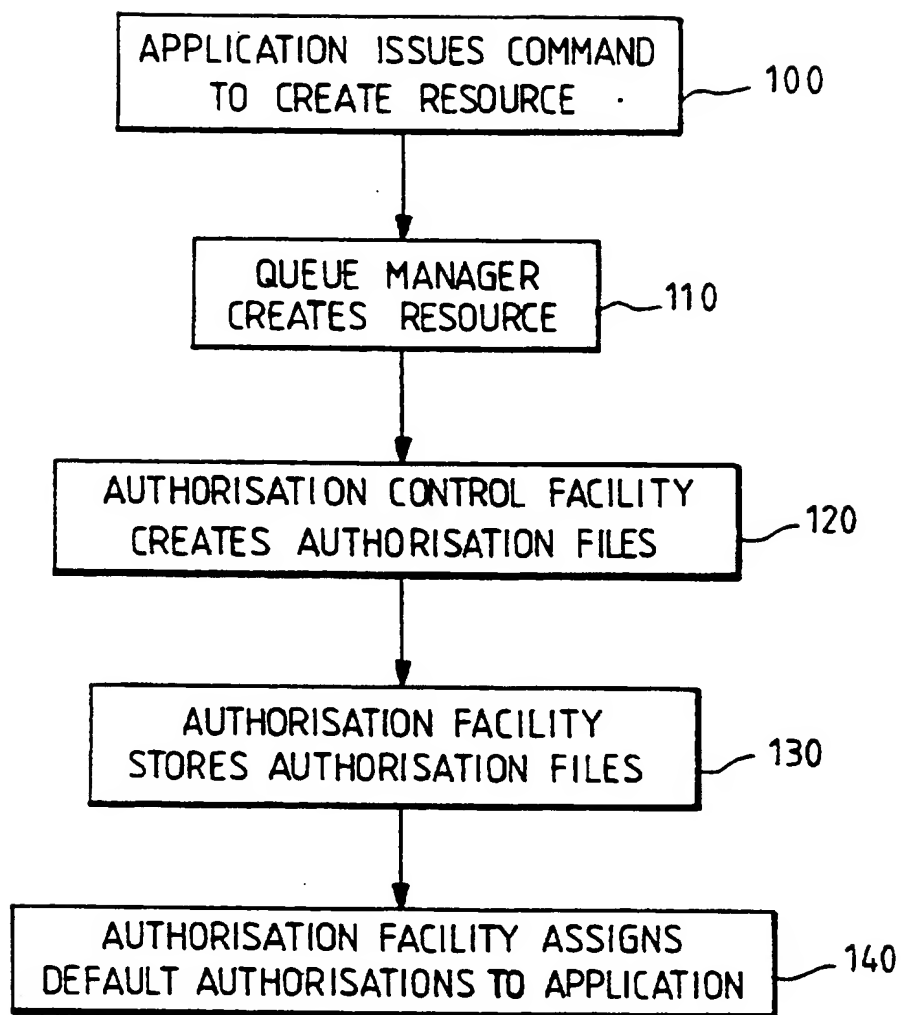 APPLICATION ISSUES COMMAND
TO CREATE RESOURCE
100
QUEUE MANAGER
CREATES RESOURCE
110
AUTHORISATION CONTROL FACILITY
CREATES AUTHORISATION FILES
120
AUTHORISATION FACILITY
STORES AUTHORISATION FILES
130
AUTHORISATION FACILITY ASSIGNS
DEFAULT AUTHORISATIONS TO APPLICATION
140